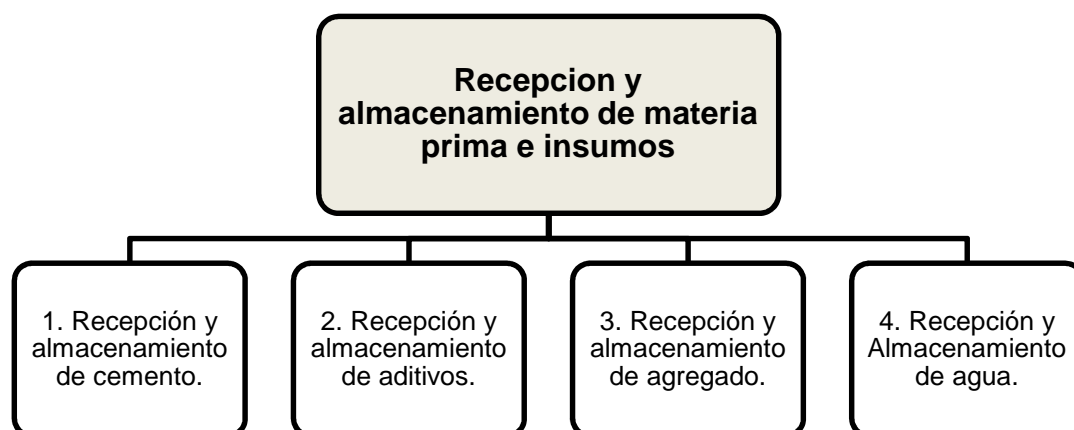 Recepcion y
almacenamiento de materia
prima e insumos
1. Recepción y
almacenamiento
de cemento.
2. Recepción y
almacenamiento
de aditivos.
3. Recepción y
almacenamiento
de agregado.
4. Recepción y
Almacenamiento
de agua.